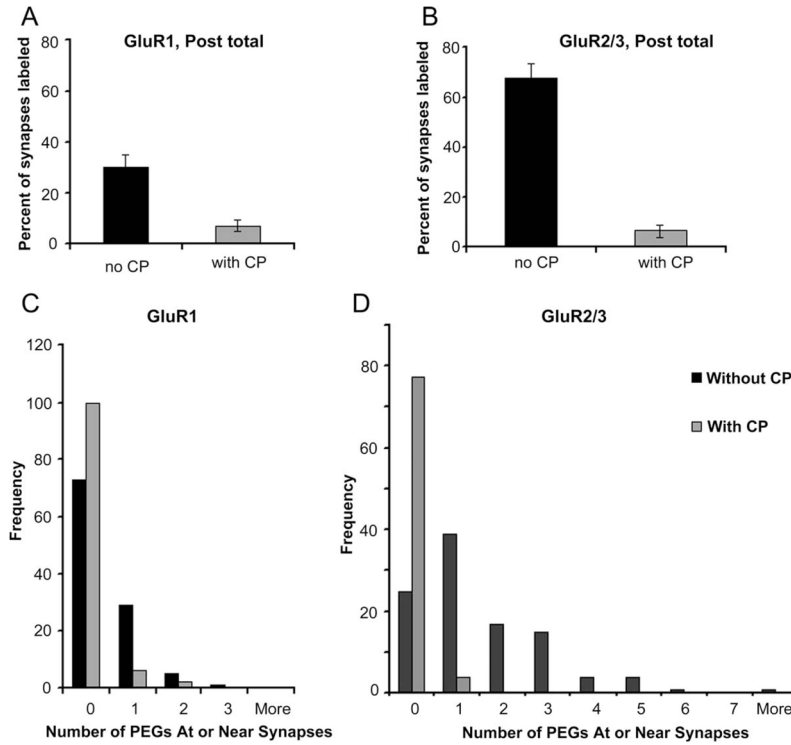 A
GluR1, Post total
Percent of synapses labeled
80
60
40
20
0
no CP
with CP
B
GluR2/3, Post total
Percent of synapses labeled
80
60
40
20
0
no CP
with CP
C
GluR1
Frequency
120
100
80
60
40
20
0
0 1 2 3 More
Number of PEGs At or Near Synapses
D
GluR2/3
Frequency
80
60
40
20
0
Without CP
With CP
0 1 2 3 4 5 6 7 More
Number of PEGs At or Near Synapses